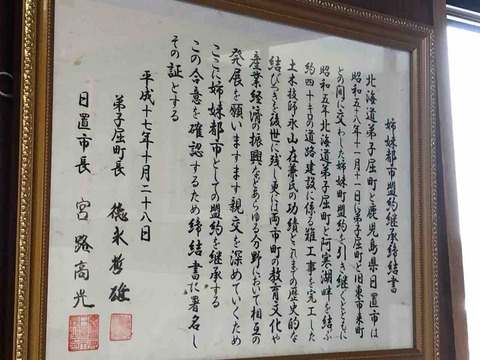 姉妹都市盟約継承締結書
北海道弟子屈町と鹿児島県日置市は
昭和五十八年十一月十一日に弟子屈町と旧東市来町
との間に交わした姉妹町盟約を引き継ぐとともに
昭和五年北海道弟子屈町と阿寒湖畔を結ぶ
約四十キロの道路建設に係る難工事を完工した
土木技師永山在兼氏の功績とこれまでの歴史的な
結びつきを後世に残し更には両市町の教育文化や
産業経済の振興などあらゆる分野において相互の
発展を願いますます親交を深めていくため
ここに姉妹都市としての盟約を継承する
この合意を確認するため締結書に署名し
その証とする
平成十七年十月二十八日
弟子屈町長 徳永哲雄
日置市長 宮路高光